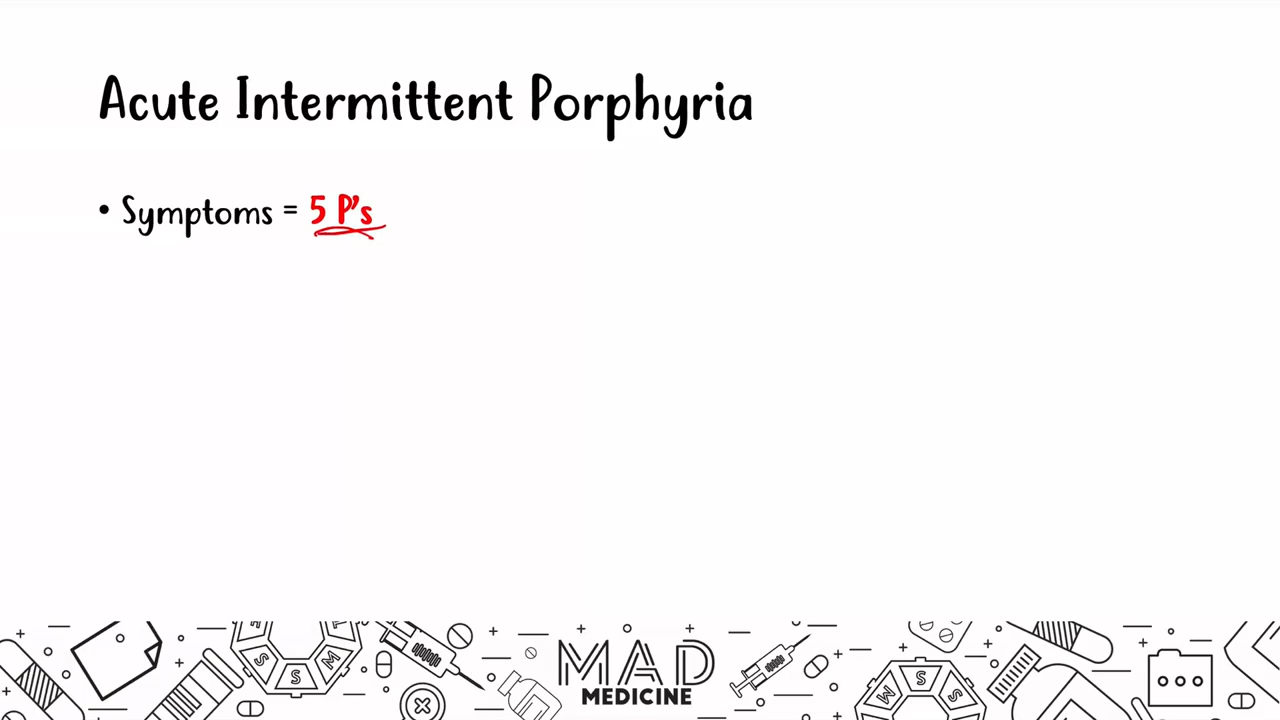 Acute Intermittent Porphyria
• Symptoms = 5 P's
S S M
M S S
MAD
MEDICINE